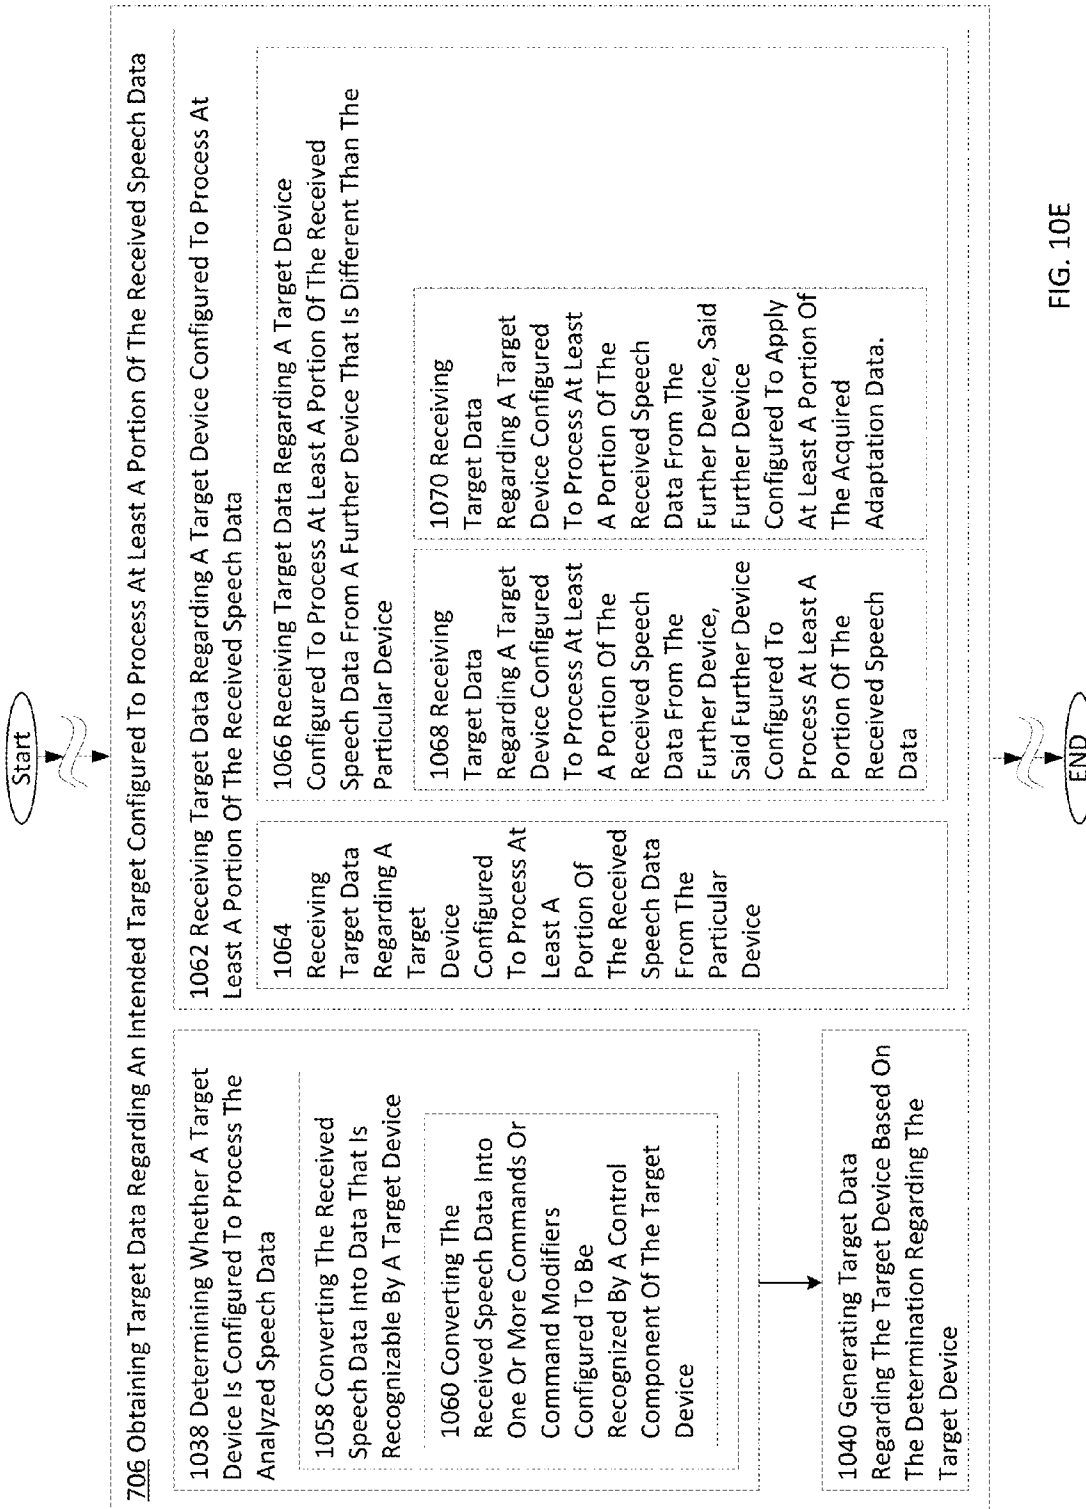 Start
706 Obtaining Target Data Regarding An Intended Target Configured To Process At Least A Portion Of The Received Speech Data
1038 Determining Whether A Target
Device Is Configured To Process The
Analyzed Speech Data
1058 Converting The Received
Speech Data Into Data That Is
Recognizable By A Target Device
1060 Converting The
Received Speech Data Into
One Or More Commands Or
Command Modifiers
Configured To Be
Recognized By A Control
Component Of The Target
Device
1040 Generating Target Data
Regarding The Target Device Based On
The Determination Regarding The
Target Device
1062 Receiving Target Data Regarding A Target Device Configured To Process At
Least A Portion Of The Received Speech Data
1064
Receiving
Target Data
Regarding A
Target
Device
Configured
To Process At
Least A
Portion Of
The Received
Speech Data
From The
Particular
Device
1066 Receiving Target Data Regarding A Target Device
Configured To Process At Least A Portion Of The Received
Speech Data From A Further Device That Is Different Than The
Particular Device
1068 Receiving
Target Data
Regarding A Target
Device Configured
To Process At Least
A Portion Of The
Received Speech
Data From The
Further Device,
Said Further Device
Configured To
Process At Least A
Portion Of The
Received Speech
Data
1070 Receiving
Target Data
Regarding A Target
Device Configured
To Process At Least
A Portion Of The
Received Speech
Data From The
Further Device, Said
Further Device
Configured To Apply
At Least A Portion Of
The Acquired
Adaptation Data.
END
FIG. 10E